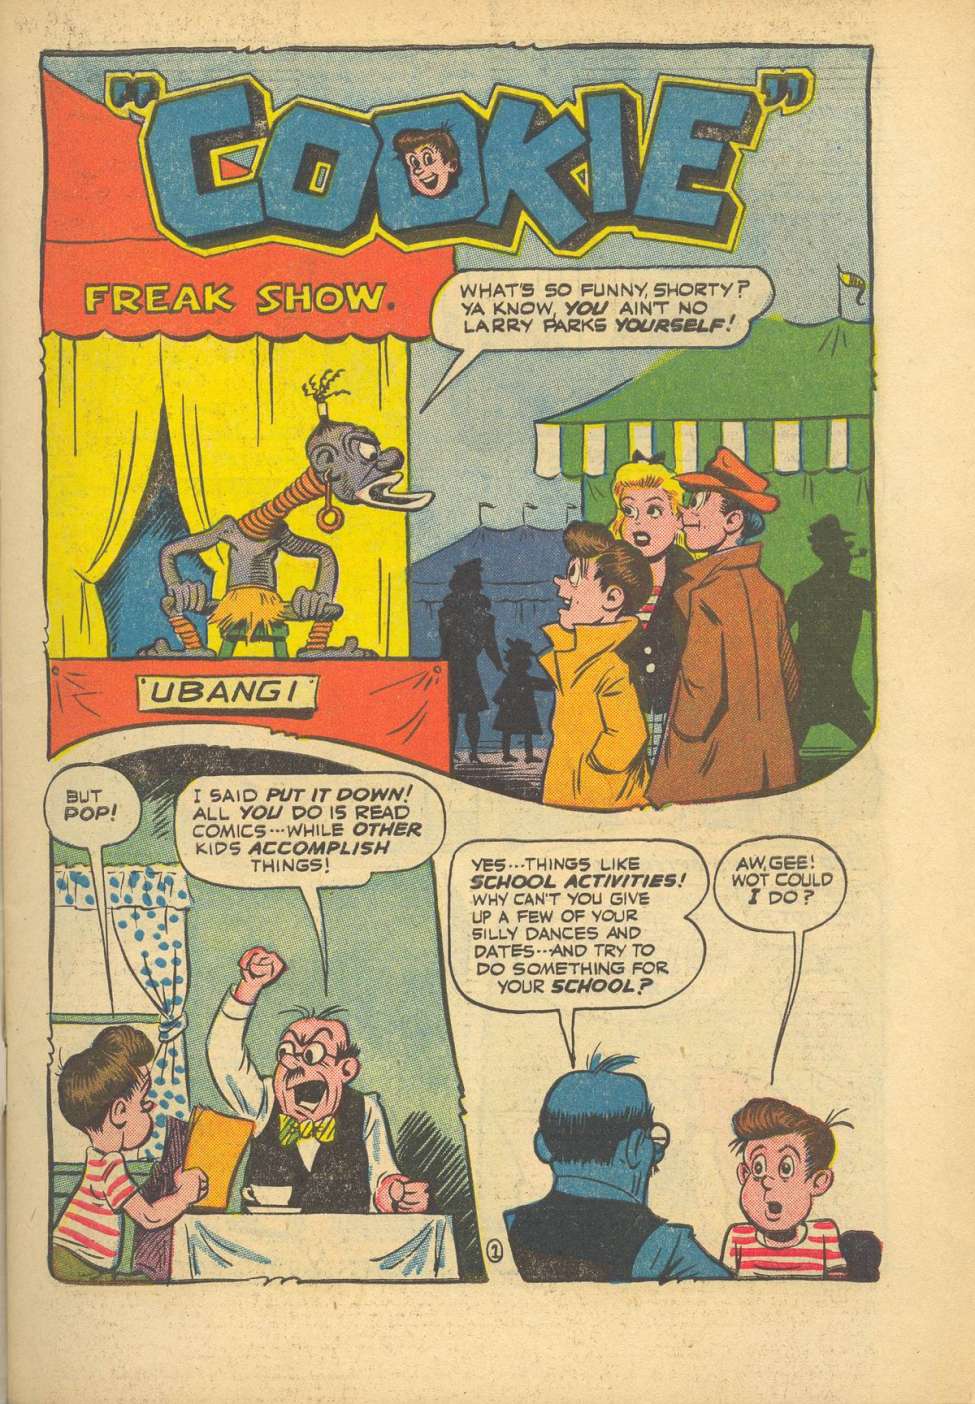 "COOKIE"
FREAK SHOW.
WHAT'S SO FUNNY, SHORTY?
YA KNOW, YOU AIN'T NO
LARRY PARKS YOURSELF!
"UBANGI"
BUT
POP!
I SAID PUT IT DOWN!
ALL YOU DO IS READ
COMICS---WHILE OTHER
KIDS ACCOMPLISH
THINGS!
YES---THINGS LIKE
SCHOOL ACTIVITIES!
WHY CAN'T YOU GIVE
UP A FEW OF YOUR
SILLY DANCES AND
DATES---AND TRY TO
DO SOMETHING FOR
YOUR SCHOOL?
AW, GEE!
WOT COULD
I DO?
1